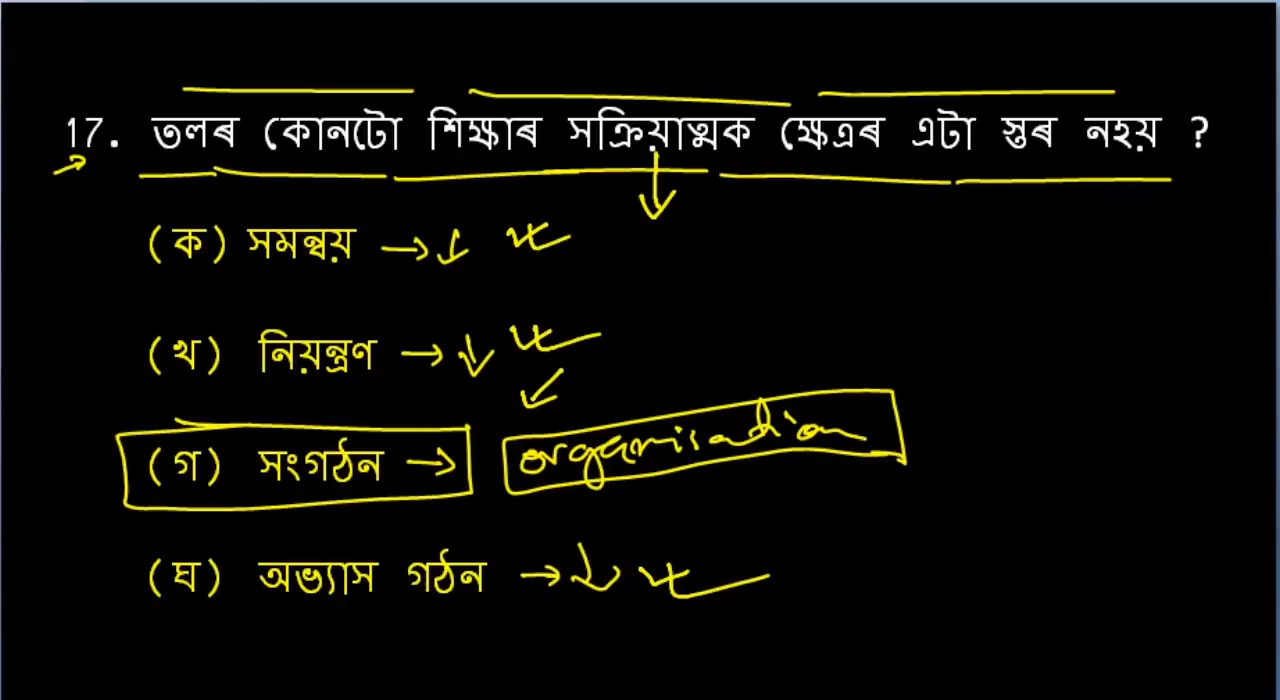 17. তলৰ কোনটো শিক্ষাৰ সক্ৰিয়াত্মক ক্ষেত্ৰৰ এটা স্তৰ নহয় ?
(ক) সমন্বয়
(খ) নিয়ন্ত্ৰণ
(গ) সংগঠন organisation
(ঘ) অভ্যাস গঠন